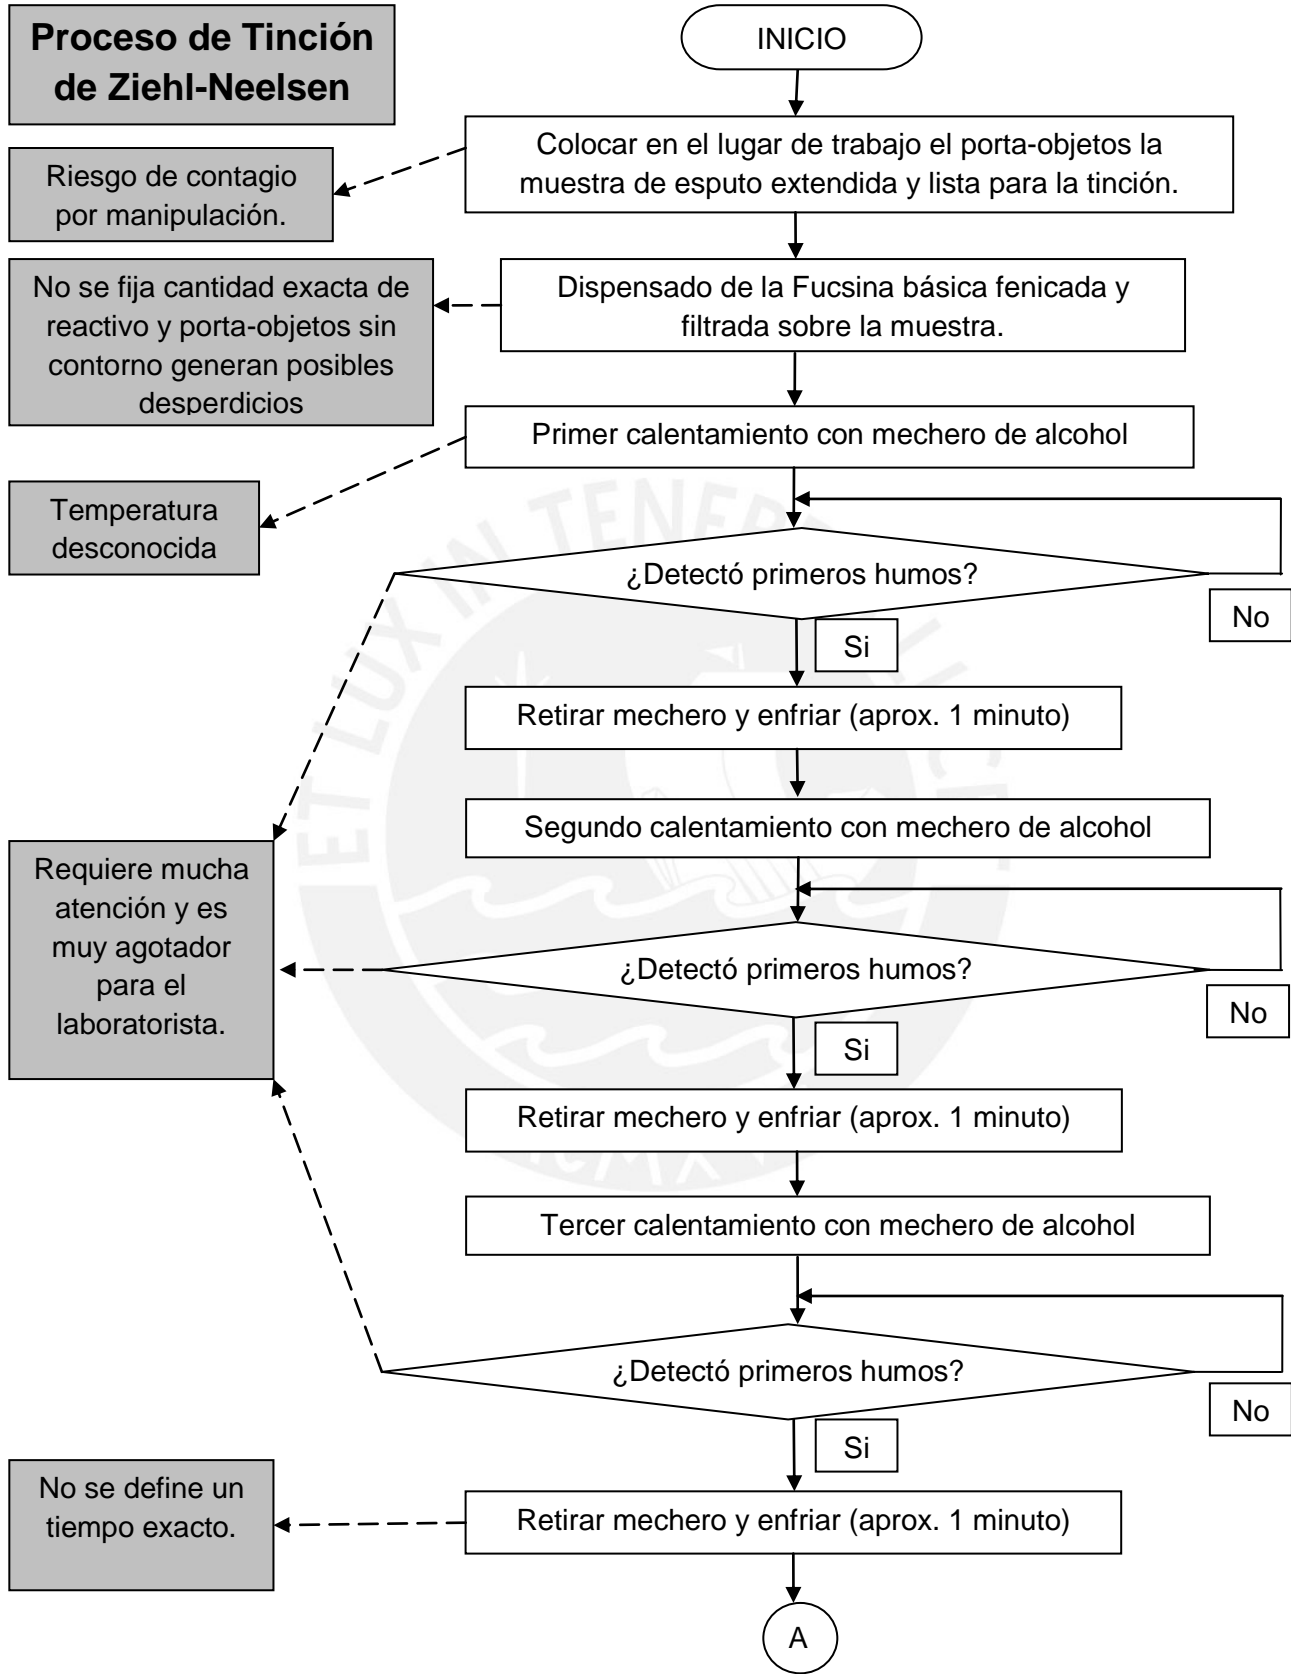 Proceso de Tinción
de Ziehl-Neelsen
INICIO
Colocar en el lugar de trabajo el porta-objetos la
muestra de esputo extendida y lista para la tinción.
Riesgo de contagio
por manipulación.
Dispensado de la Fucsina básica fenicada y
filtrada sobre la muestra.
No se fija cantidad exacta de
reactivo y porta-objetos sin
contorno generan posibles
desperdicios
Primer calentamiento con mechero de alcohol
Temperatura
desconocida
¿Detectó primeros humos?
No
Si
Retirar mechero y enfriar (aprox. 1 minuto)
Segundo calentamiento con mechero de alcohol
Requiere mucha
atención y es
muy agotador
para el
laboratorista.
¿Detectó primeros humos?
No
Si
Retirar mechero y enfriar (aprox. 1 minuto)
Tercer calentamiento con mechero de alcohol
¿Detectó primeros humos?
No
Si
No se define un
tiempo exacto.
Retirar mechero y enfriar (aprox. 1 minuto)
A